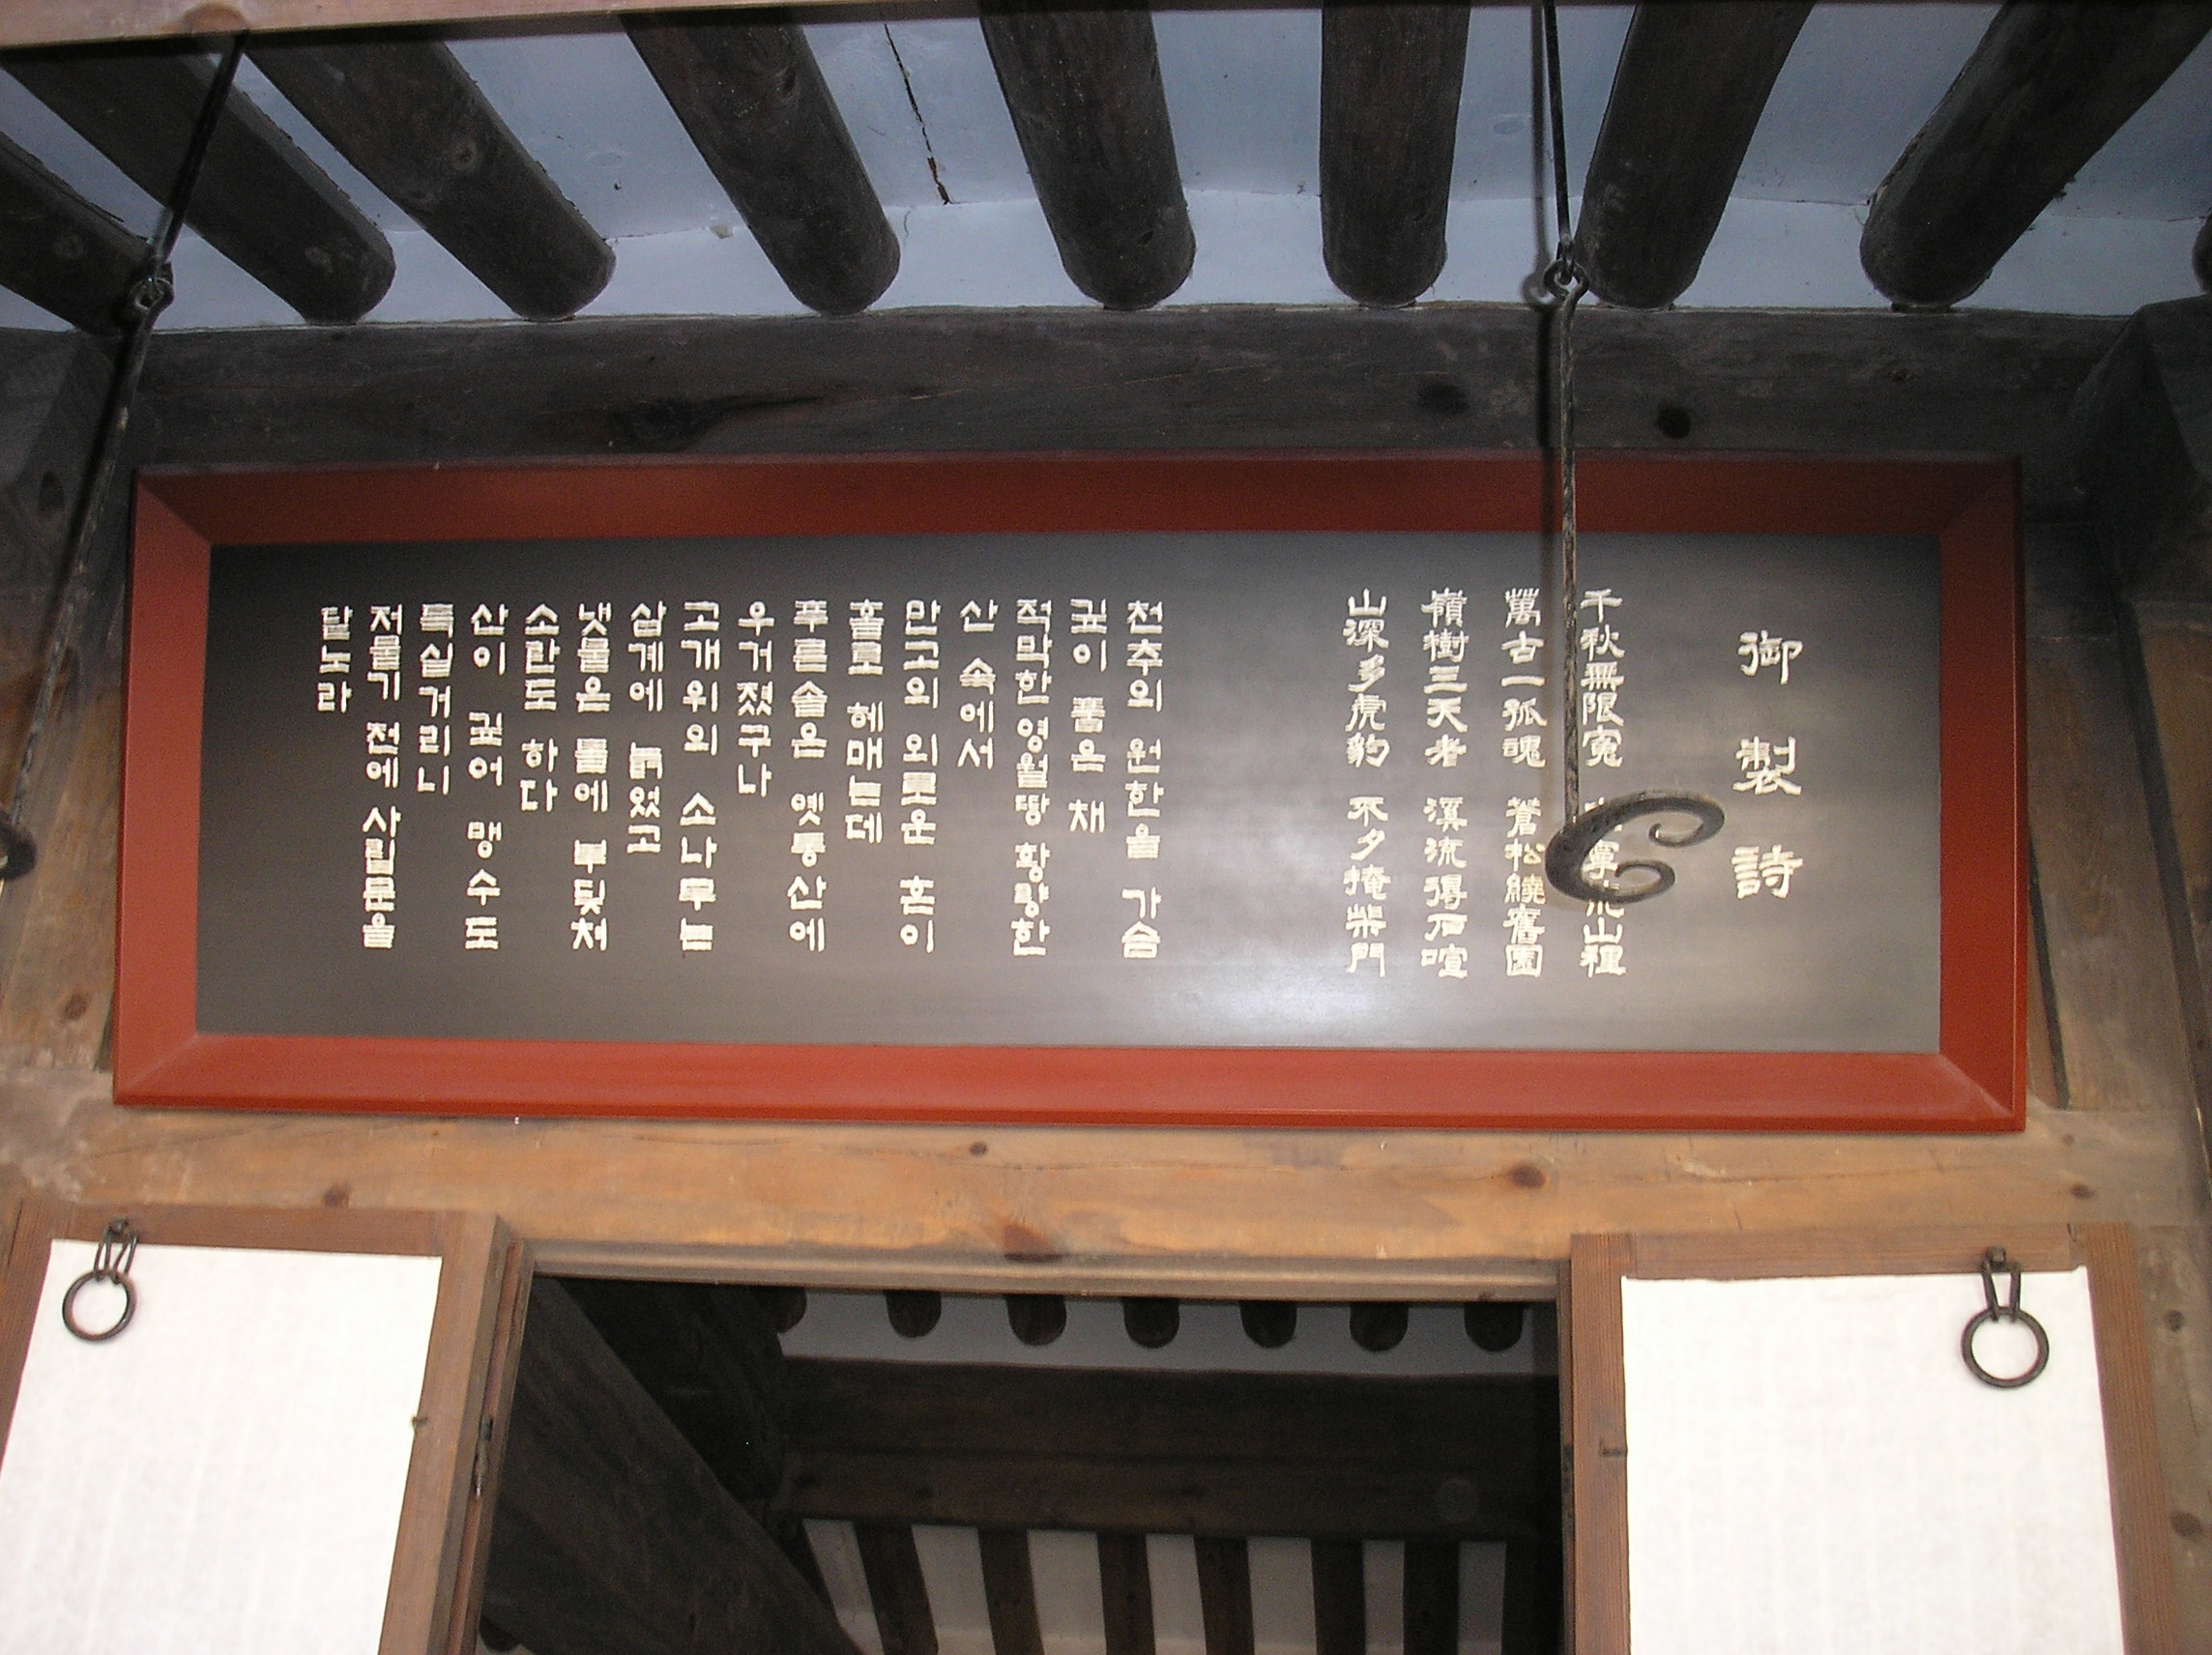 御製詩
千秋無限寃 寧 山裡
萬古一孤魂 蒼松繞舊園
嶺樹三天老 溪流得石喧
山深多虎豹 不夕掩柴門
천추의 원한을 가슴
깊이 품은 채
적막한 영월땅 황량한
산 속에서
만고의 외로운 혼이
홀로 헤매는데
푸른솔은 옛동산에
우거졌구나
고개위의 소나무는
삼계에 늙었고
냇물은 돌에 부딪쳐
소란도 하다
산이 깊어 맹수도
득실거리니
저물기 전에 사립문을
닫노라